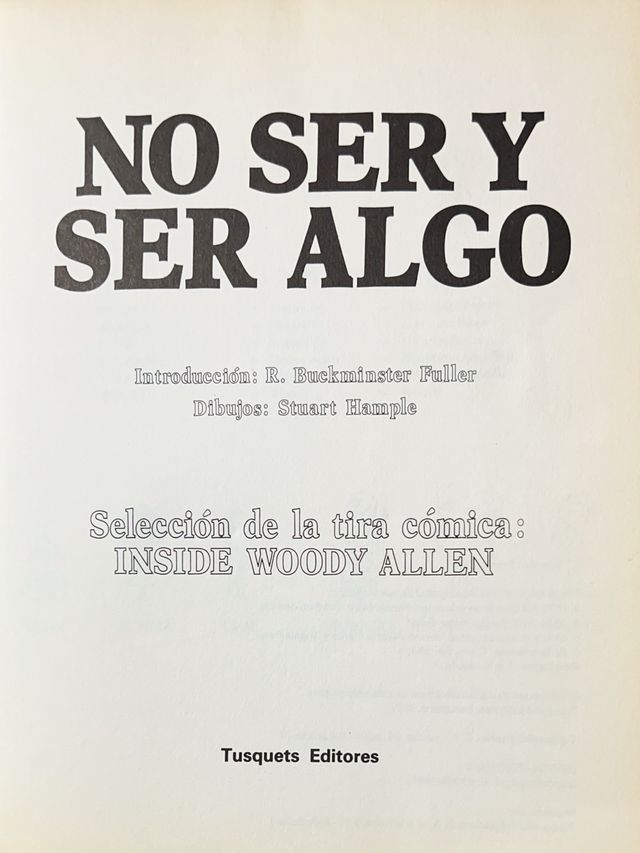 NO SER Y
SER ALGO
Introducción: R. Buckminster Fuller
Dibujos: Stuart Hample
Selección de la tira cómica:
INSIDE WOODY ALLEN
Tusquets Editores